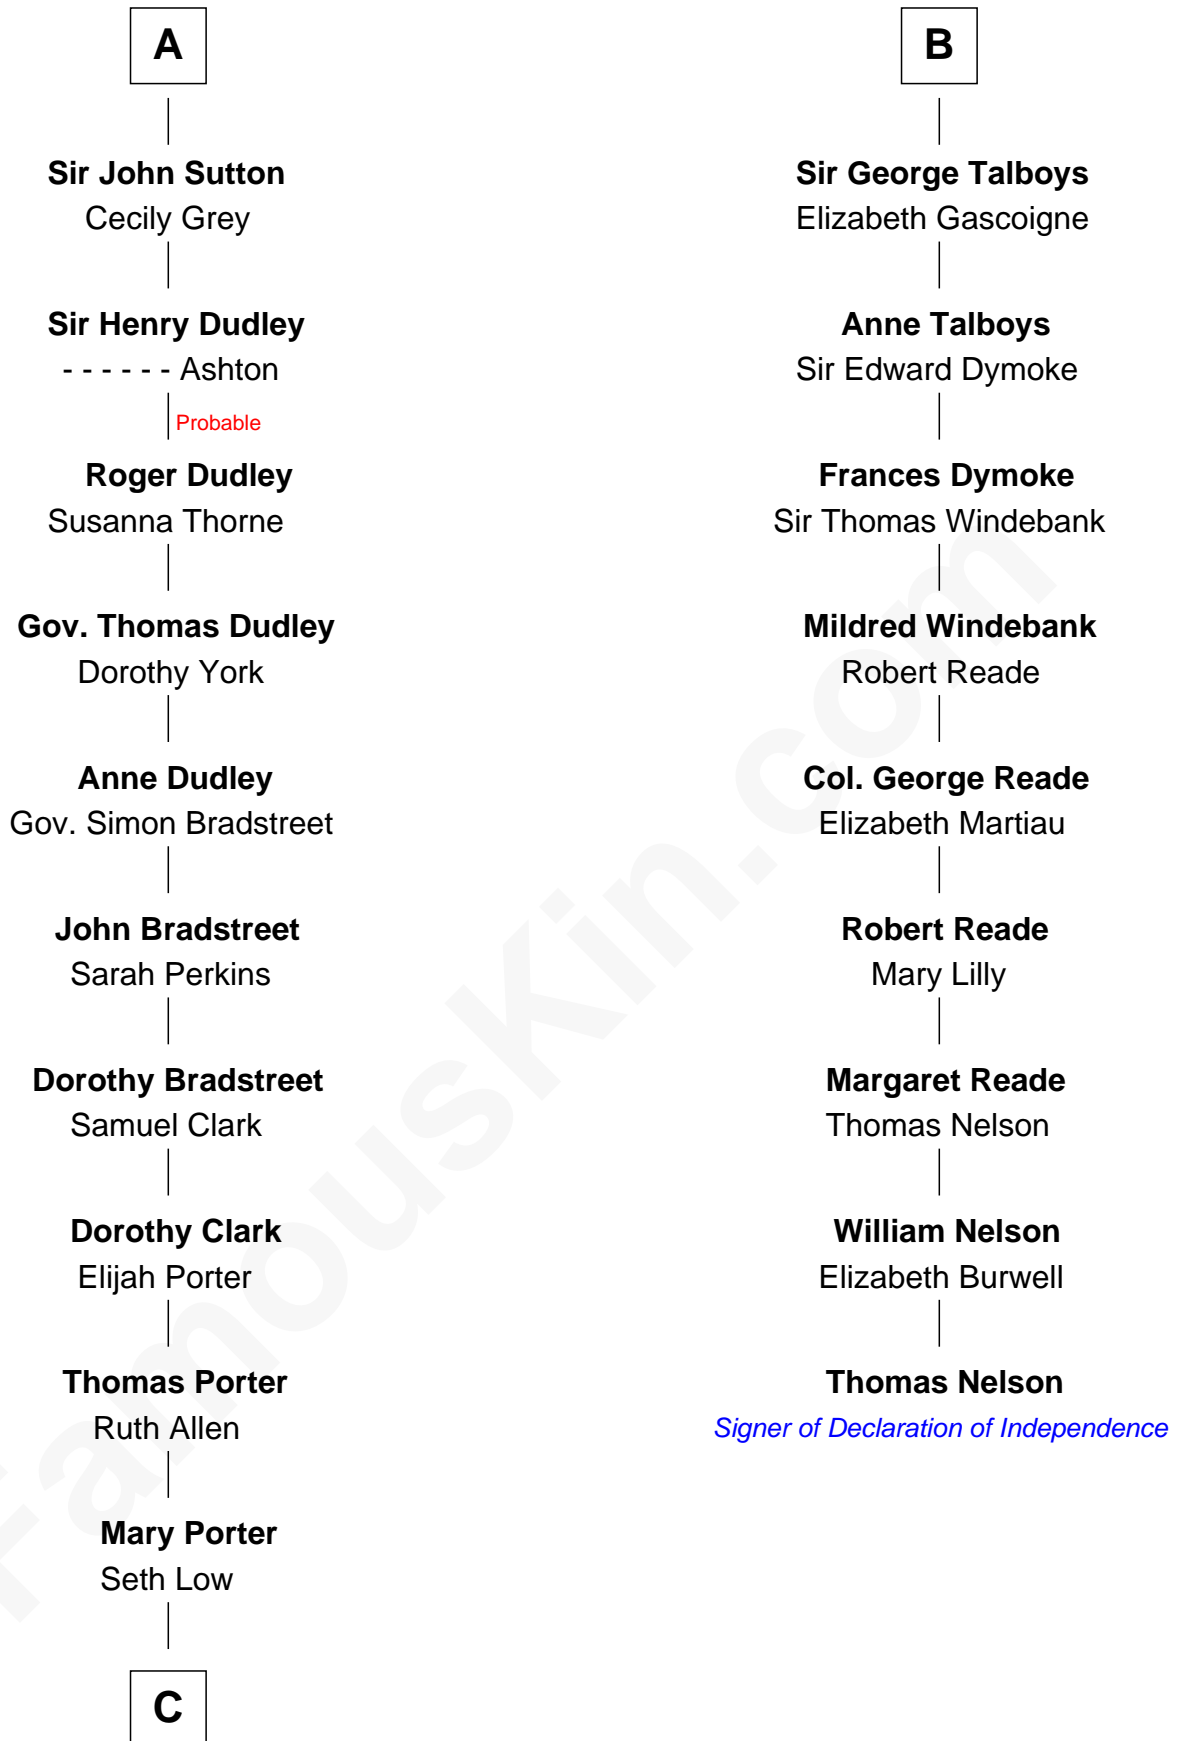 A
Sir John Sutton
Cecily Grey
Sir Henry Dudley
- - - - - - Ashton
Probable
Roger Dudley
Susanna Thorne
Gov. Thomas Dudley
Dorothy York
Anne Dudley
Gov. Simon Bradstreet
John Bradstreet
Sarah Perkins
Dorothy Bradstreet
Samuel Clark
Dorothy Clark
Elijah Porter
Thomas Porter
Ruth Allen
Mary Porter
Seth Low
C
B
Sir George Talboys
Elizabeth Gascoigne
Anne Talboys
Sir Edward Dymoke
Frances Dymoke
Sir Thomas Windebank
Mildred Windebank
Robert Reade
Col. George Reade
Elizabeth Martiau
Robert Reade
Mary Lilly
Margaret Reade
Thomas Nelson
William Nelson
Elizabeth Burwell
Thomas Nelson
Signer of Declaration of Independence
FamousKin.com